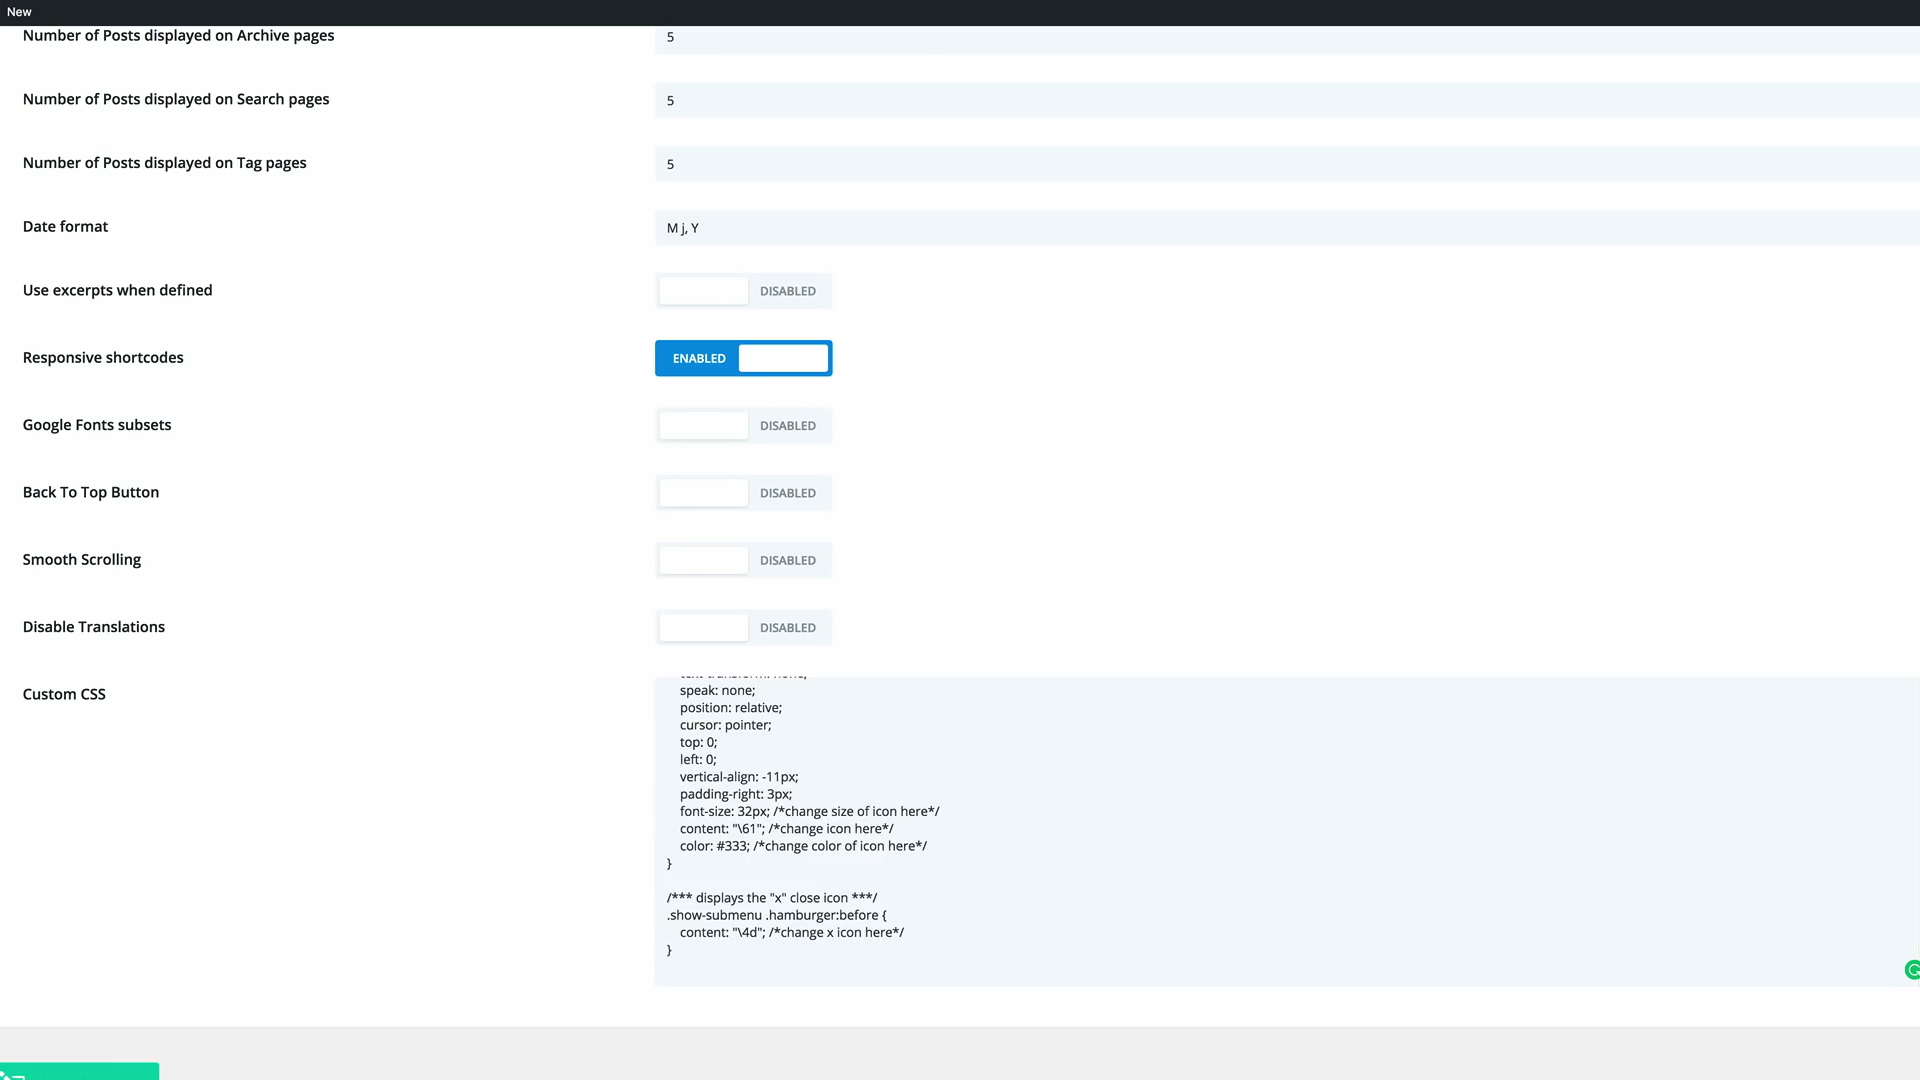 New
Number of Posts displayed on Archive pages
5
Number of Posts displayed on Search pages
5
Number of Posts displayed on Tag pages
5
Date format
M j, Y
Use excerpts when defined
DISABLED
Responsive shortcodes
ENABLED
Google Fonts subsets
DISABLED
Back To Top Button
DISABLED
Smooth Scrolling
DISABLED
Disable Translations
DISABLED
Custom CSS
speak: none;
position: relative;
cursor: pointer;
top: 0;
left: 0;
vertical-align: -11px;
padding-right: 3px;
font-size: 32px; /*change size of icon here*/
content: "\61"; /*change icon here*/
color: #333; /*change color of icon here*/
}
/*** displays the "x" close icon ***/
.show-submenu .hamburger:before {
content: "\4d"; /*change x icon here*/
}